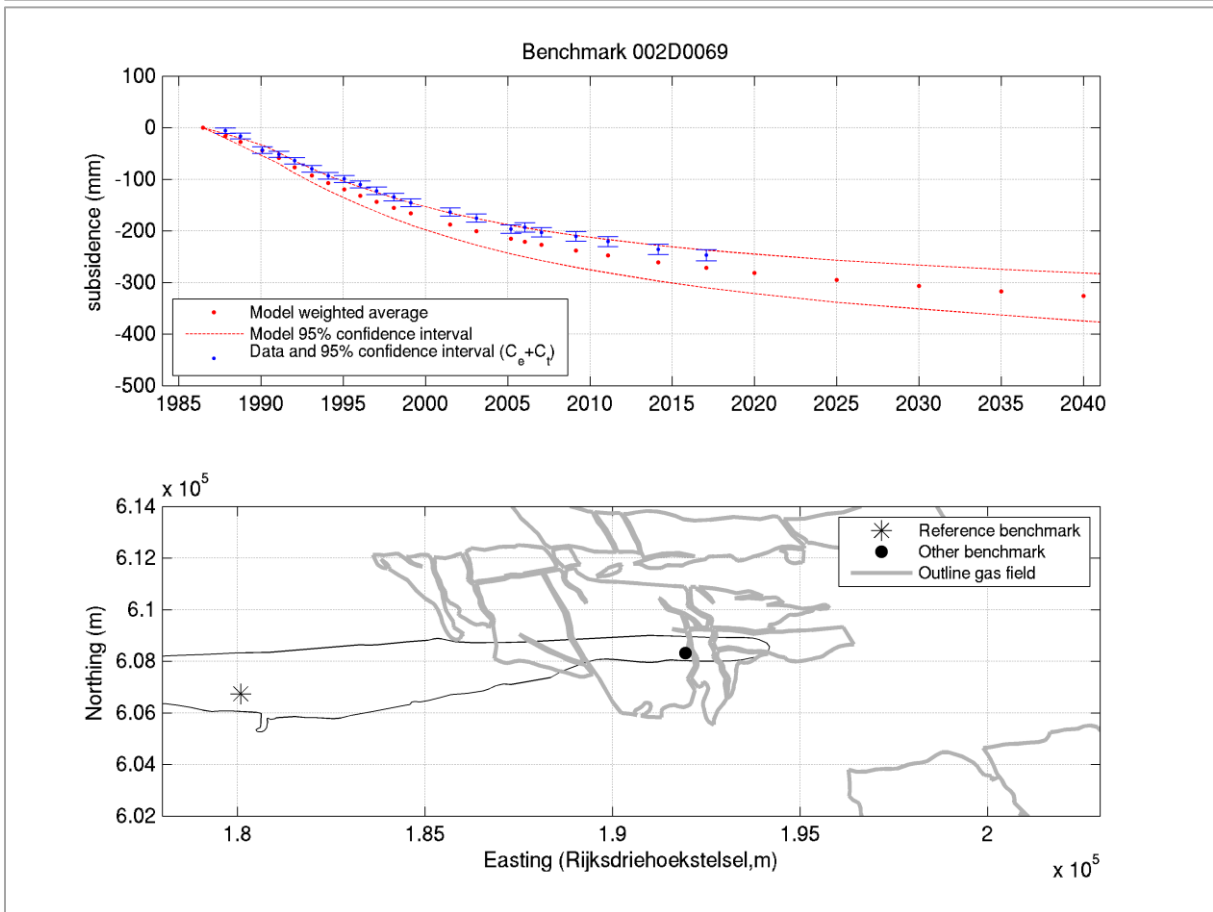 Benchmark 002D0069
100
0
-100
-200
-300
-400
-500
subsidence (mm)
Model weighted average
Model 95% confidence interval
Data and 95% confidence interval (C_e+C_t)
1985 1990 1995 2000 2005 2010 2015 2020 2025 2030 2035 2040
x 10^5
6.14
6.12
6.1
6.08
6.06
6.04
6.02
Northing (m)
Reference benchmark
Other benchmark
Outline gas field
1.8 1.85 1.9 1.95 2
Easting (Rijksdriehoekstelsel,m)
x 10^5